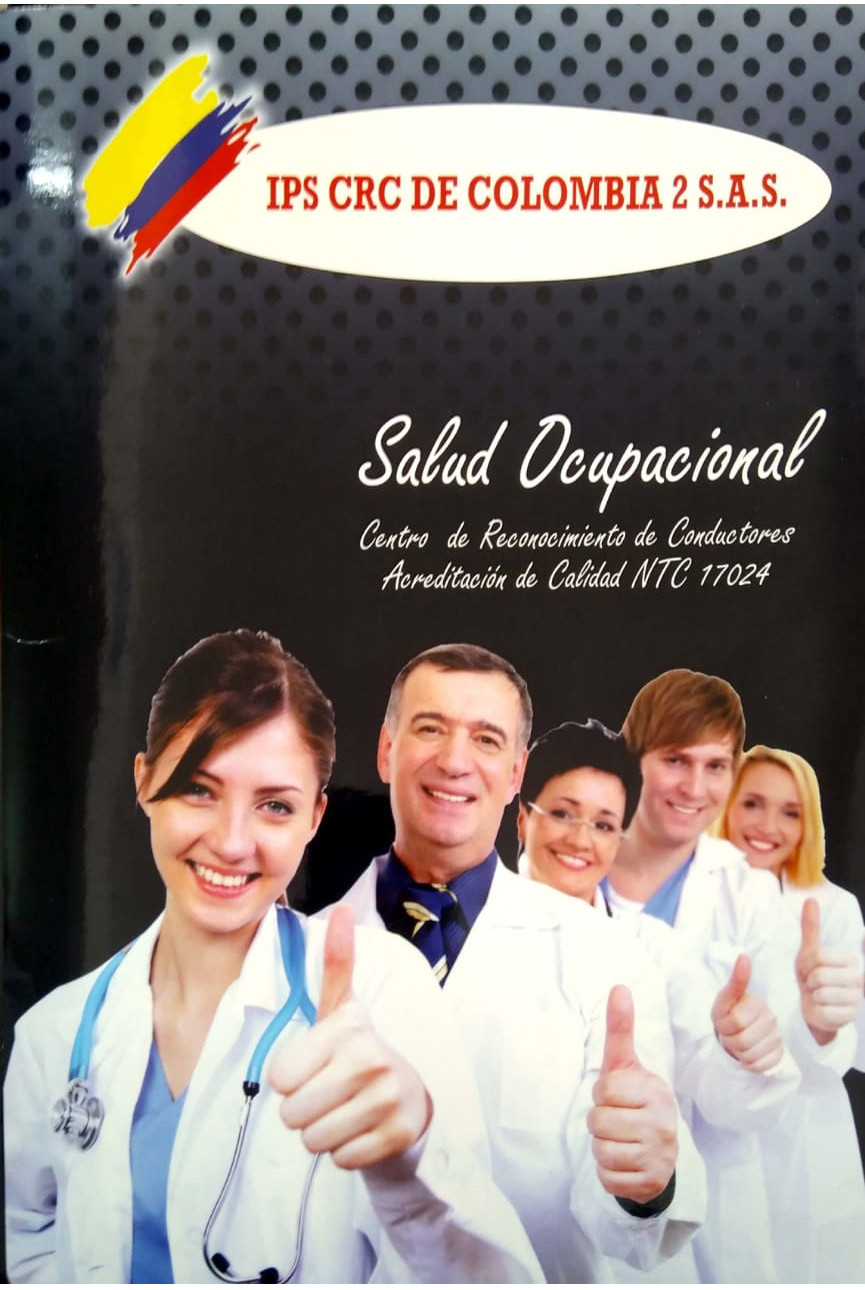 IPS CRC DE COLOMBIA 2 S.A.S.
Salud Ocupacional
Centro de Reconocimiento de Conductores
Acreditación de Calidad NTC 17024